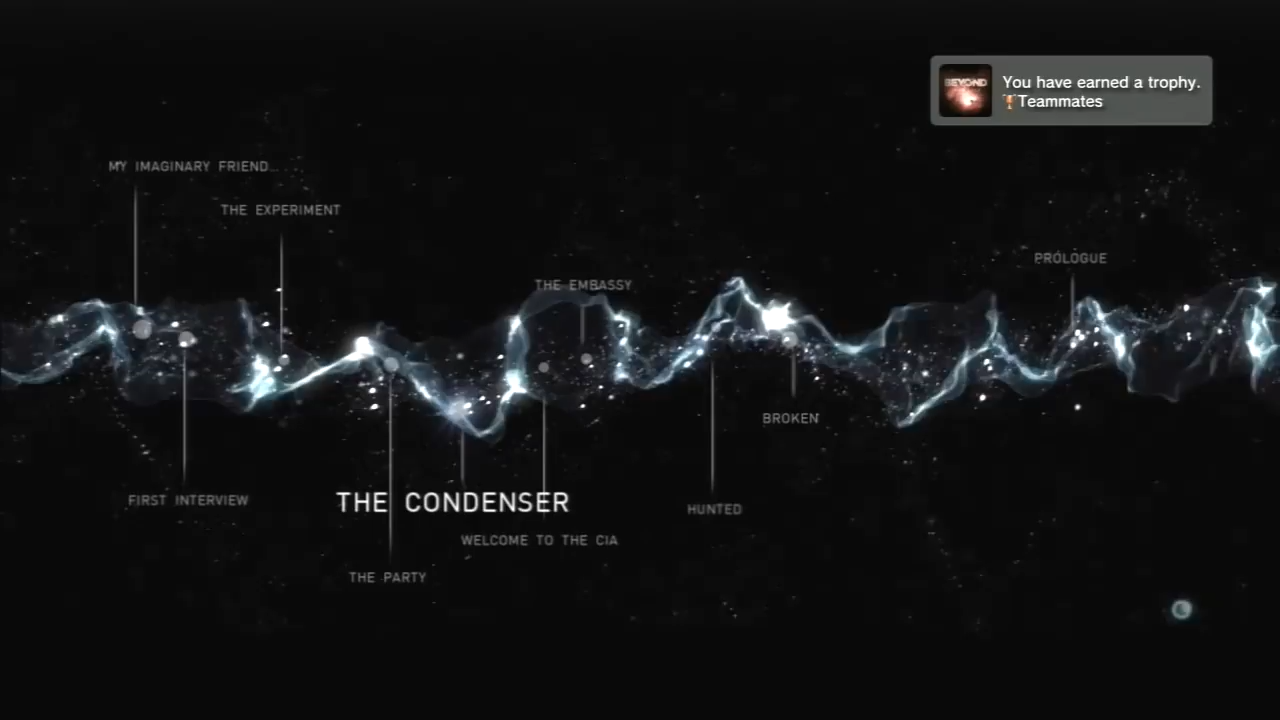 BEYOND
You have earned a trophy.
Teammates
MY IMAGINARY FRIEND...
THE EXPERIMENT
PROLOGUE
THE EMBASSY
BROKEN
FIRST INTERVIEW
THE CONDENSER
HUNTED
WELCOME TO THE CIA
THE PARTY